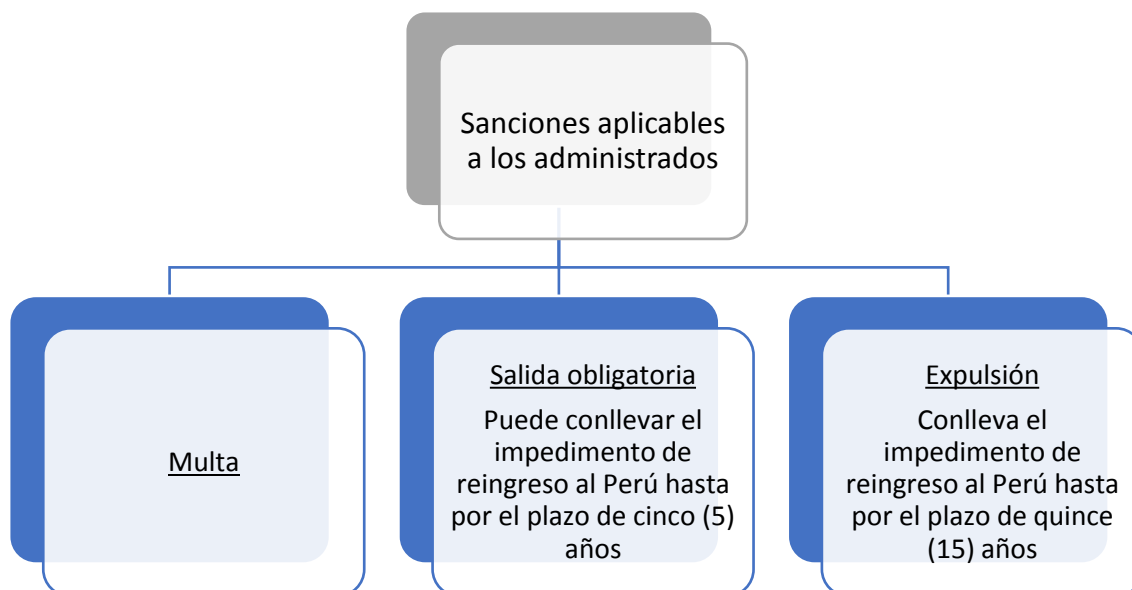 Sanciones aplicables
a los administrados
Multa
Salida obligatoria
Puede conllevar el
impedimento de
reingreso al Perú hasta
por el plazo de cinco (5)
años
Expulsión
Conlleva el
impedimento de
reingreso al Perú hasta
por el plazo de quince
(15) años